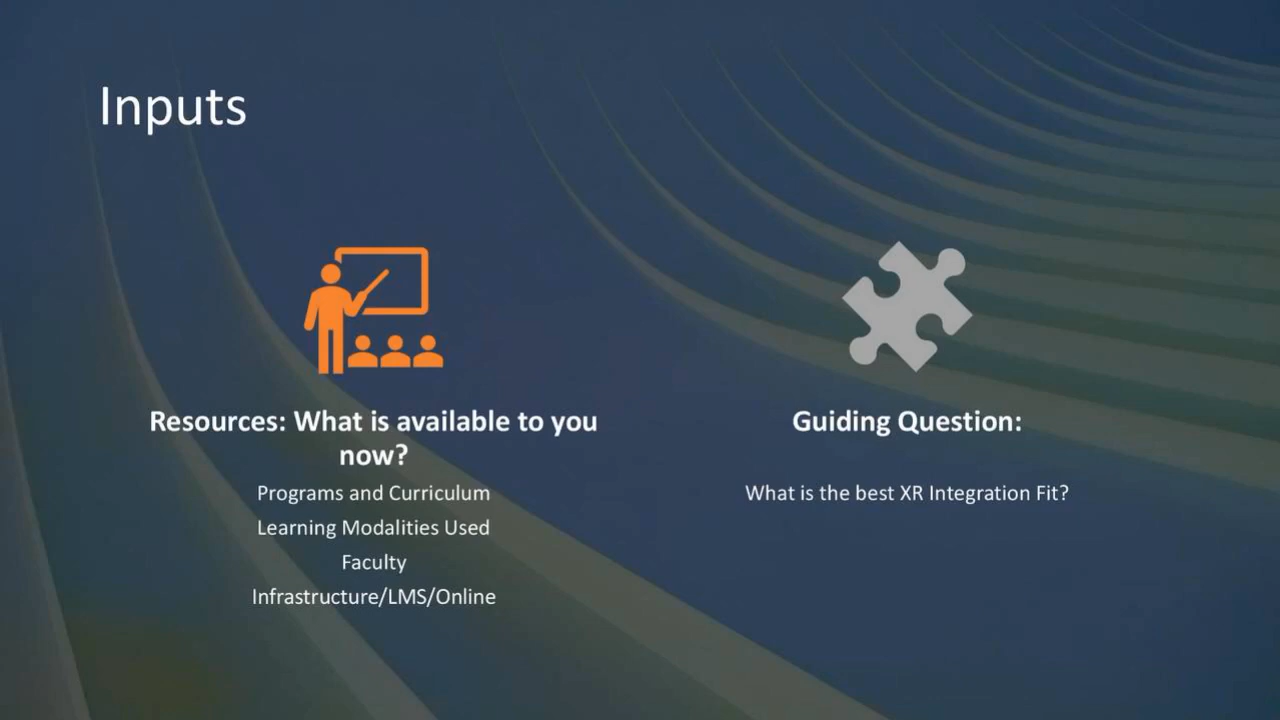 Inputs
Resources: What is available to you
now?
Programs and Curriculum
Learning Modalities Used
Faculty
Infrastructure/LMS/Online
Guiding Question:
What is the best XR Integration Fit?